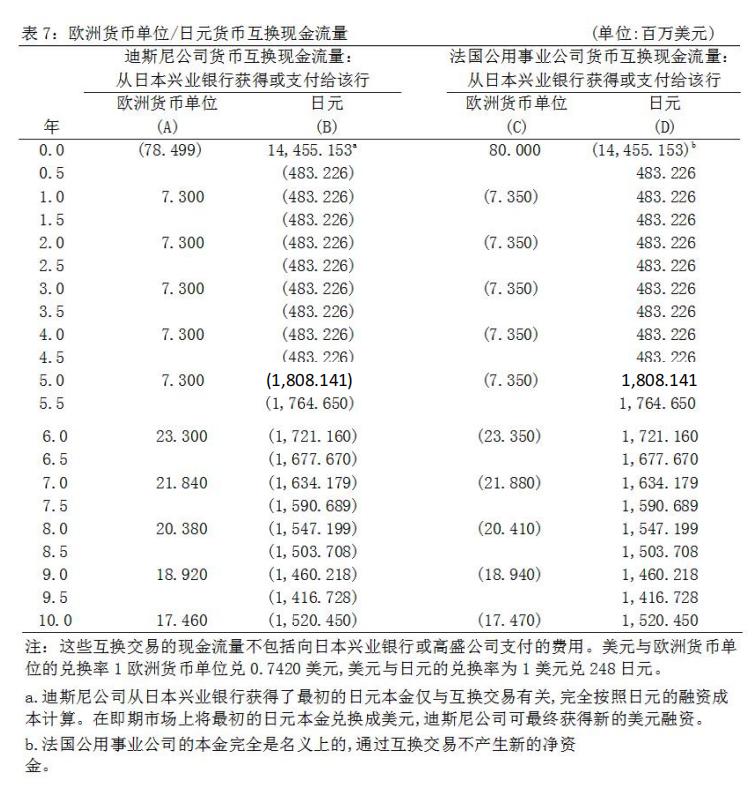 表 7：欧洲货币单位/日元货币互换现金流量 (单位:百万美元)
迪斯尼公司货币互换现金流量： 法国公用事业公司货币互换现金流量：
从日本兴业银行获得或支付给该行 从日本兴业银行获得或支付给该行
欧洲货币单位 日元 欧洲货币单位 日元
年 (A) (B) (C) (D)
0.0 (78.499) 14,455.153ᵃ 80.000 (14,455.153)ᵇ
0.5 (483.226) 483.226
1.0 7.300 (483.226) (7.350) 483.226
1.5 (483.226) 483.226
2.0 7.300 (483.226) (7.350) 483.226
2.5 (483.226) 483.226
3.0 7.300 (483.226) (7.350) 483.226
3.5 (483.226) 483.226
4.0 7.300 (483.226) (7.350) 483.226
4.5 (483.226) 483.226
5.0 7.300 (1,808.141) (7.350) 1,808.141
5.5 (1,764.650) 1,764.650
6.0 23.300 (1,721.160) (23.350) 1,721.160
6.5 (1,677.670) 1,677.670
7.0 21.840 (1,634.179) (21.880) 1,634.179
7.5 (1,590.689) 1,590.689
8.0 20.380 (1,547.199) (20.410) 1,547.199
8.5 (1,503.708) 1,503.708
9.0 18.920 (1,460.218) (18.940) 1,460.218
9.5 (1,416.728) 1,416.728
10.0 17.460 (1,520.450) (17.470) 1,520.450
注：这些互换交易的现金流量不包括向日本兴业银行或高盛公司支付的费用。美元与欧洲货币单
位的兑换率 1 欧洲货币单位兑 0.7420 美元,美元与日元的兑换率为 1 美元兑 248 日元。
a.迪斯尼公司从日本兴业银行获得了最初的日元本金仅与互换交易有关,完全按照日元的融资成
本计算。在即期市场上将最初的日元本金兑换成美元,迪斯尼公司可最终获得新的美元融资。
b.法国公用事业公司的本金完全是名义上的,通过互换交易不产生新的净资
金。